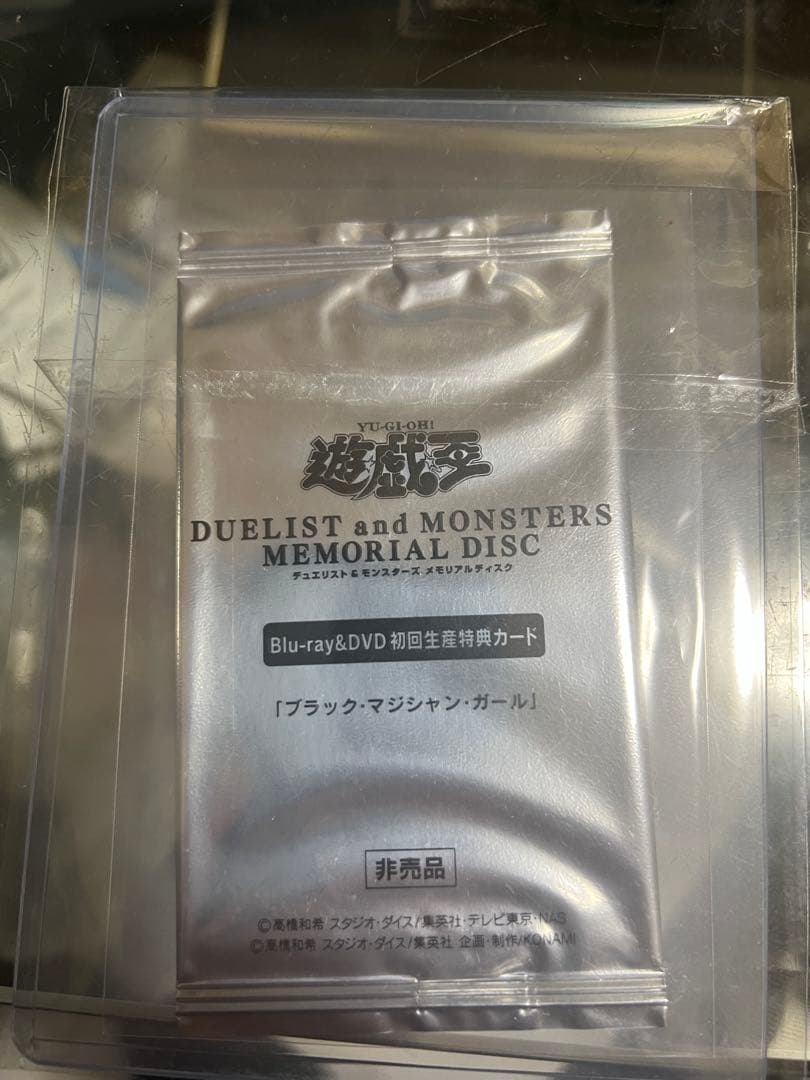 YU-GI-OH!
遊戯王
DUELIST and MONSTERS
MEMORIAL DISC
デュエリスト&モンスターズ メモリアルディスク
Blu-ray&DVD 初回生産特典カード
「ブラック・マジシャン・ガール」
非売品
©高橋和希 スタジオ・ダイス/集英社・テレビ東京・NAS
©高橋和希 スタジオ・ダイス/集英社 企画・制作/KONAMI